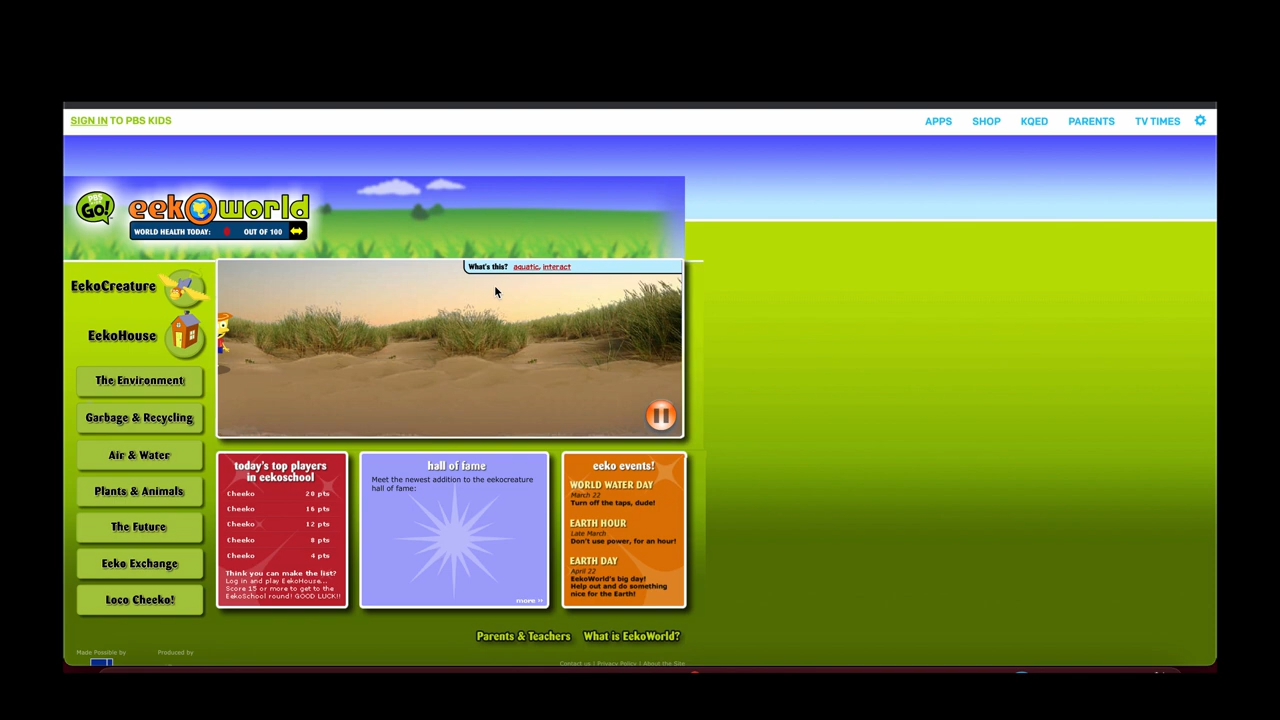 SIGN IN TO PBS KIDS
APPS SHOP KQED PARENTS TV TIMES
PBS
GO!
eekoworld
WORLD HEALTH TODAY: OUT OF 100
What's this? aquatic, interact
EekoCreature
EekoHouse
The Environment
Garbage & Recycling
Air & Water
Plants & Animals
The Future
Eeko Exchange
Loco Cheeko!
today's top players
in eekoschool
Cheeko 20 pts
Cheeko 16 pts
Cheeko 12 pts
Cheeko 8 pts
Cheeko 4 pts
Think you can make the list?
Log in and play EekoHouse...
Score 15 or more to get to the
EekoSchool round! GOOD LUCK!!
hall of fame
Meet the newest addition to the eekocreature
hall of fame:
more »
eeko events!
WORLD WATER DAY
March 22
Turn off the taps, dude!
EARTH HOUR
Late March
Don't use power, for an hour!
EARTH DAY
April 22
EekoWorld's big day!
Help out and do something
nice for the Earth!
Parents & Teachers What is EekoWorld?
Made Possible by Produced by
Contact us | Privacy Policy | About the Site